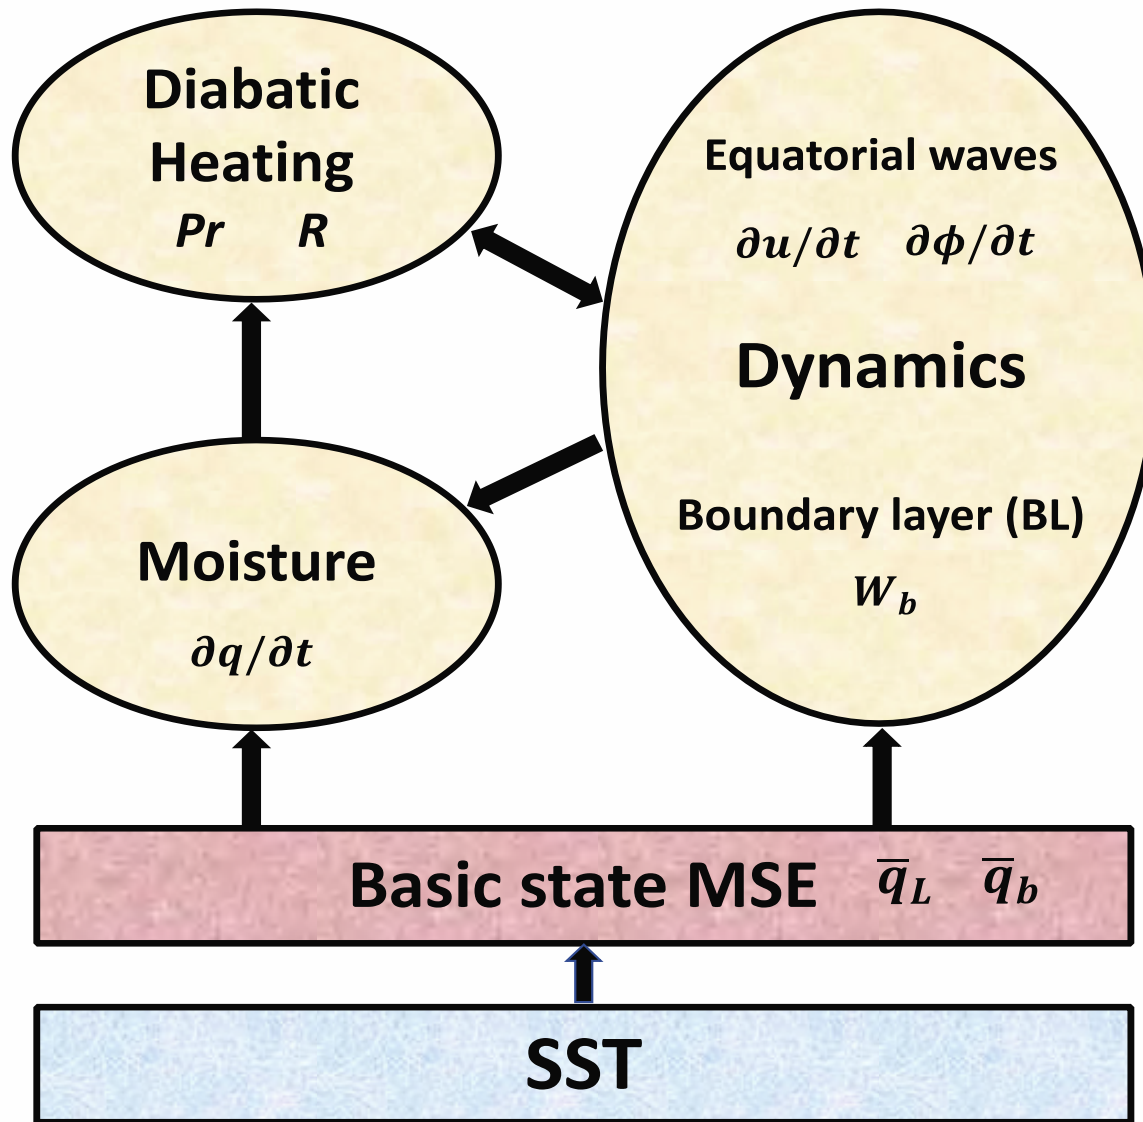 Diabatic
Heating
Pr R
Equatorial waves
∂u/∂t ∂ϕ/∂t
Dynamics
Boundary layer (BL)
W_b
Moisture
∂q/∂t
Basic state MSE q̅_L q̅_b
SST